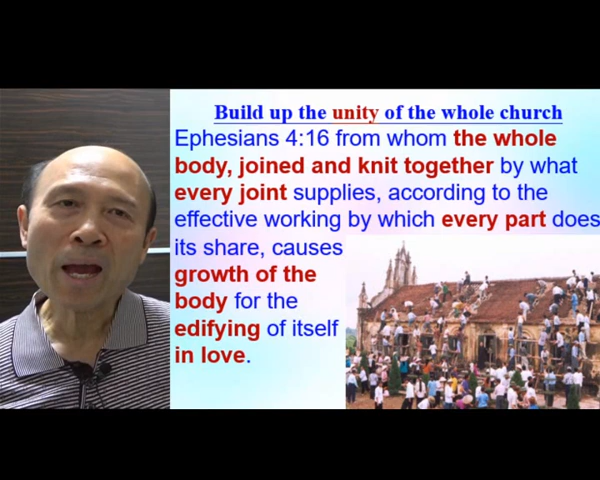 Build up the unity of the whole church
Ephesians 4:16 from whom the whole
body, joined and knit together by what
every joint supplies, according to the
effective working by which every part does
its share, causes
growth of the
body for the
edifying of itself
in love.